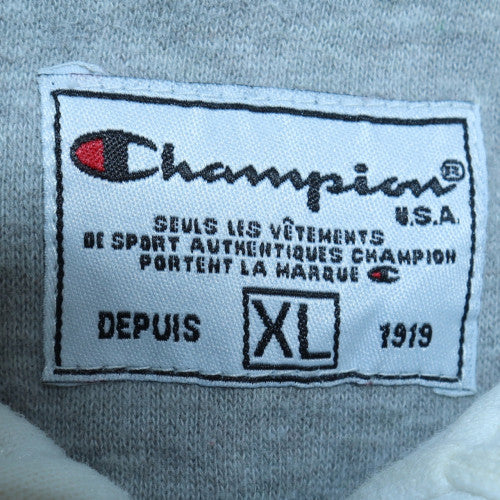 Champion®
U.S.A.
SEULS LES VÊTEMENTS
DE SPORT AUTHENTIQUES CHAMPION
PORTENT LA MARQUE C
DEPUIS XL 1919